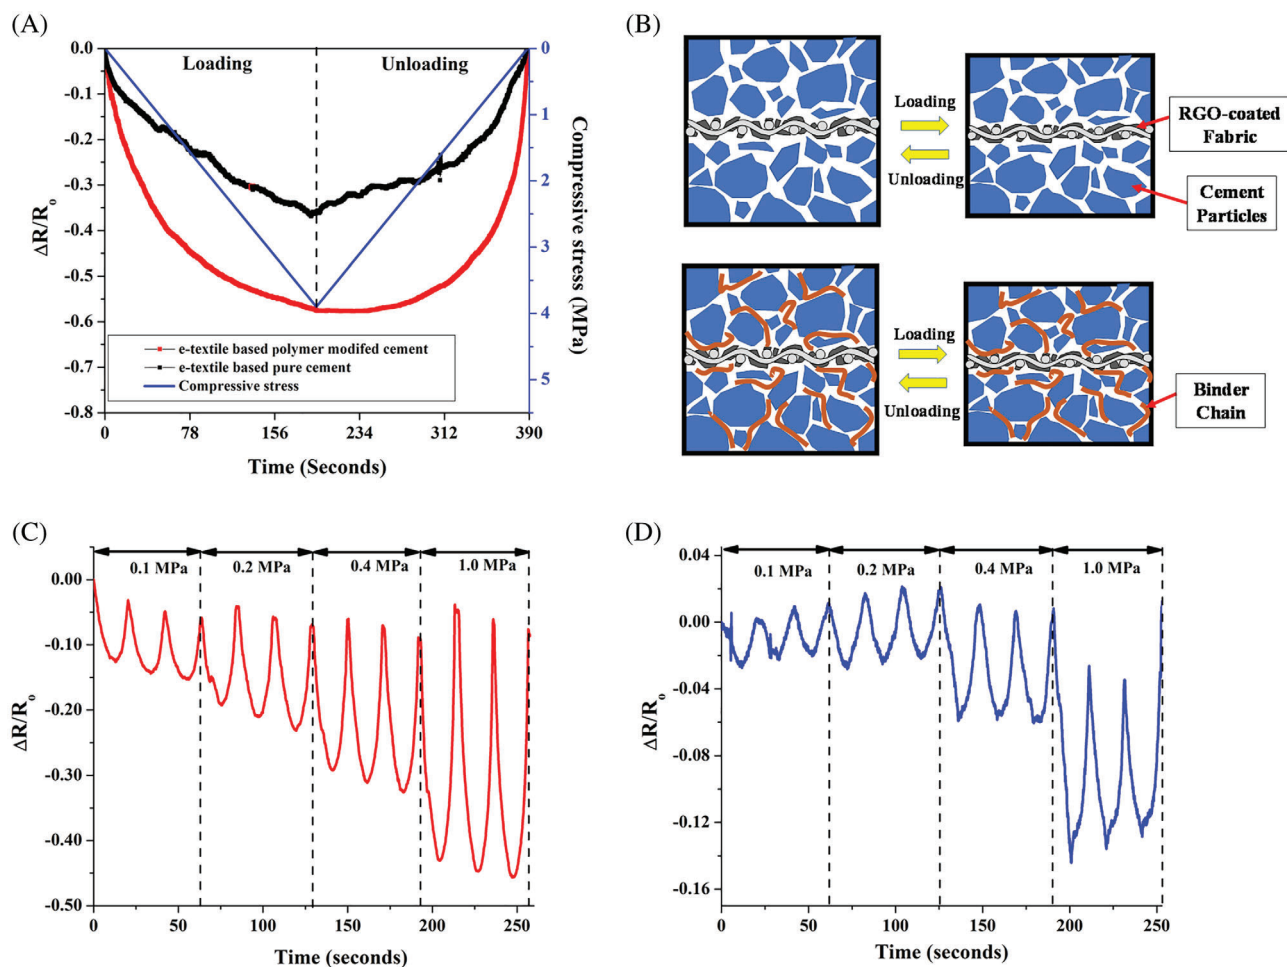 (A)
Loading
Unloading
0.0
-0.1
-0.2
-0.3
-0.4
-0.5
-0.6
-0.7
-0.8
ΔR/Ro
0
1
2
3
4
5
Compressive stress (MPa)
e-textile based polymer modifed cement
e-textile based pure cement
Compressive stress
0 78 156 234 312 390
Time (Seconds)
(B)
Loading
Unloading
RGO-coated
Fabric
Cement
Particles
Loading
Unloading
Binder
Chain
(C)
0.1 MPa
0.2 MPa
0.4 MPa
1.0 MPa
0.00
-0.10
-0.20
-0.30
-0.40
-0.50
ΔR/Ro
0 50 100 150 200 250
Time (seconds)
(D)
0.1 MPa
0.2 MPa
0.4 MPa
1.0 MPa
0.04
0.00
-0.04
-0.08
-0.12
-0.16
ΔR/Ro
0 50 100 150 200 250
Time (seconds)